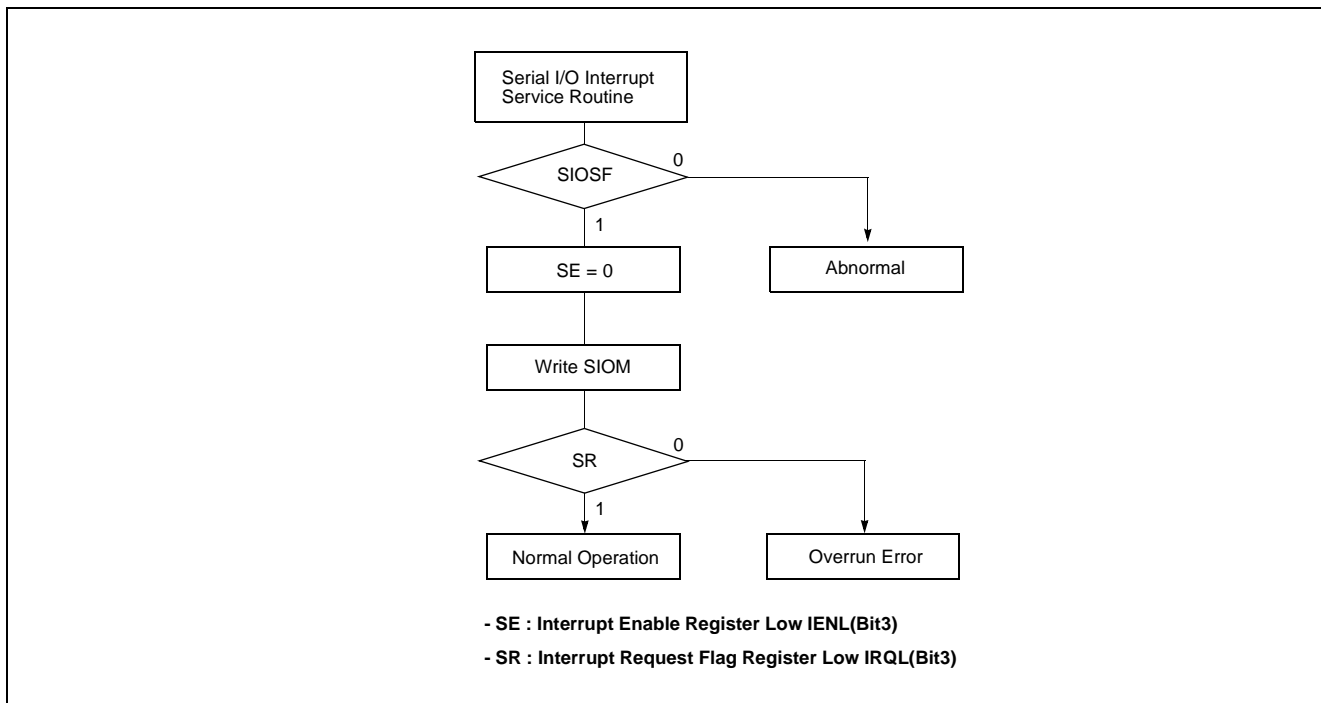 Serial I/O Interrupt
Service Routine
SIOSF
0
1
SE = 0
Abnormal
Write SIOM
SR
0
1
Normal Operation
Overrun Error
- SE : Interrupt Enable Register Low IENL(Bit3)
- SR : Interrupt Request Flag Register Low IRQL(Bit3)